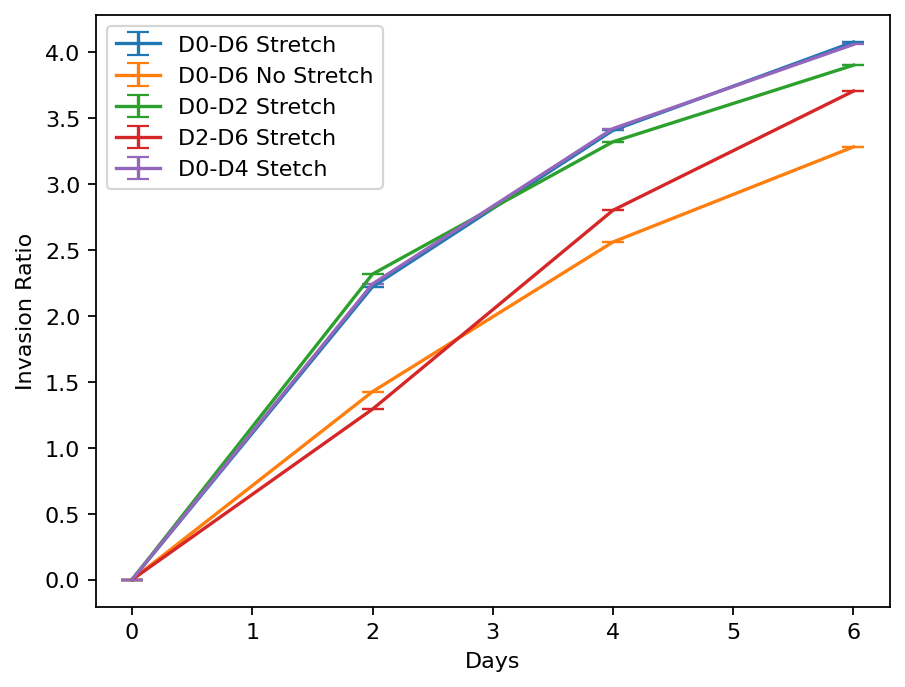 D0-D6 Stretch
D0-D6 No Stretch
D0-D2 Stretch
D2-D6 Stretch
D0-D4 Stetch
4.0
3.5
3.0
2.5
2.0
1.5
1.0
0.5
0.0
Invasion Ratio
0 1 2 3 4 5 6
Days